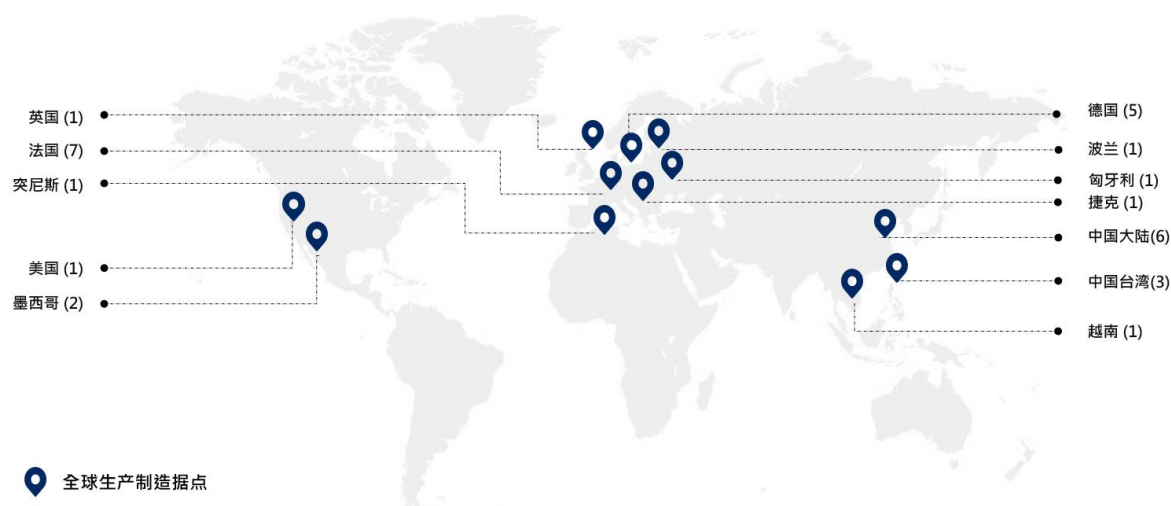 英国 (1)
法国 (7)
突尼斯 (1)
美国 (1)
墨西哥 (2)
德国 (5)
波兰 (1)
匈牙利 (1)
捷克 (1)
中国大陆(6)
中国台湾(3)
越南 (1)
全球生产制造据点